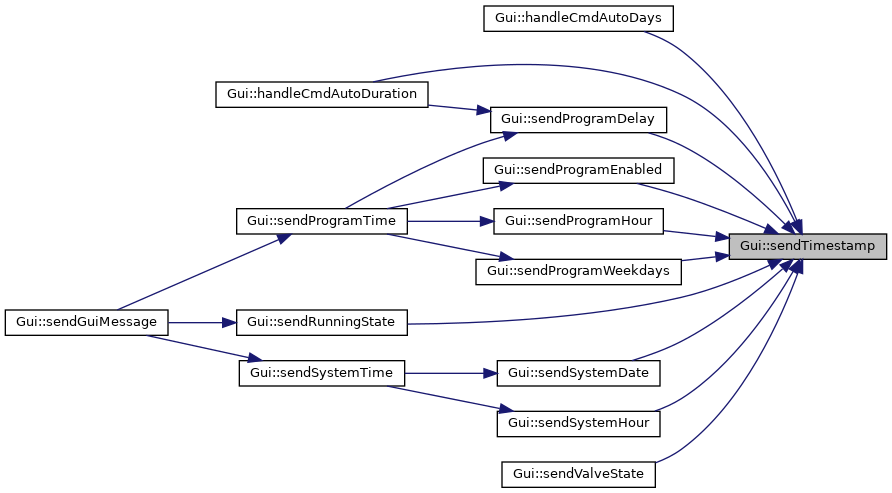 Gui::handleCmdAutoDays
Gui::handleCmdAutoDuration
Gui::sendProgramDelay
Gui::sendProgramEnabled
Gui::sendProgramTime
Gui::sendProgramHour
Gui::sendTimestamp
Gui::sendProgramWeekdays
Gui::sendGuiMessage
Gui::sendRunningState
Gui::sendSystemTime
Gui::sendSystemDate
Gui::sendSystemHour
Gui::sendValveState